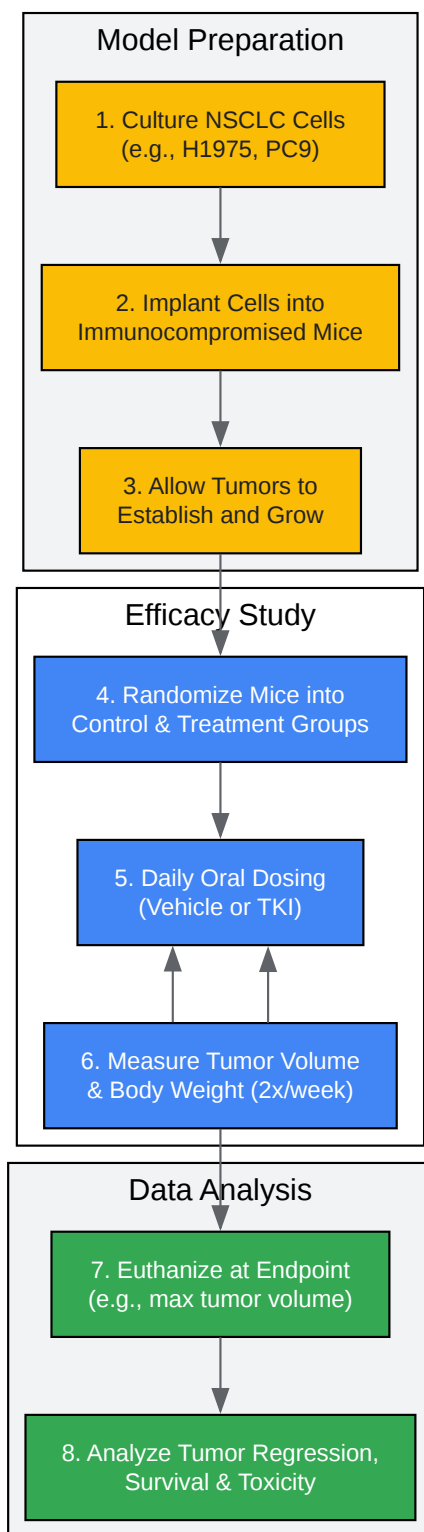 Model Preparation
1. Culture NSCLC Cells
(e.g., H1975, PC9)
2. Implant Cells into
Immunocompromised Mice
3. Allow Tumors to
Establish and Grow
Efficacy Study
4. Randomize Mice into
Control & Treatment Groups
5. Daily Oral Dosing
(Vehicle or TKI)
6. Measure Tumor Volume
& Body Weight (2x/week)
Data Analysis
7. Euthanize at Endpoint
(e.g., max tumor volume)
8. Analyze Tumor Regression,
Survival & Toxicity